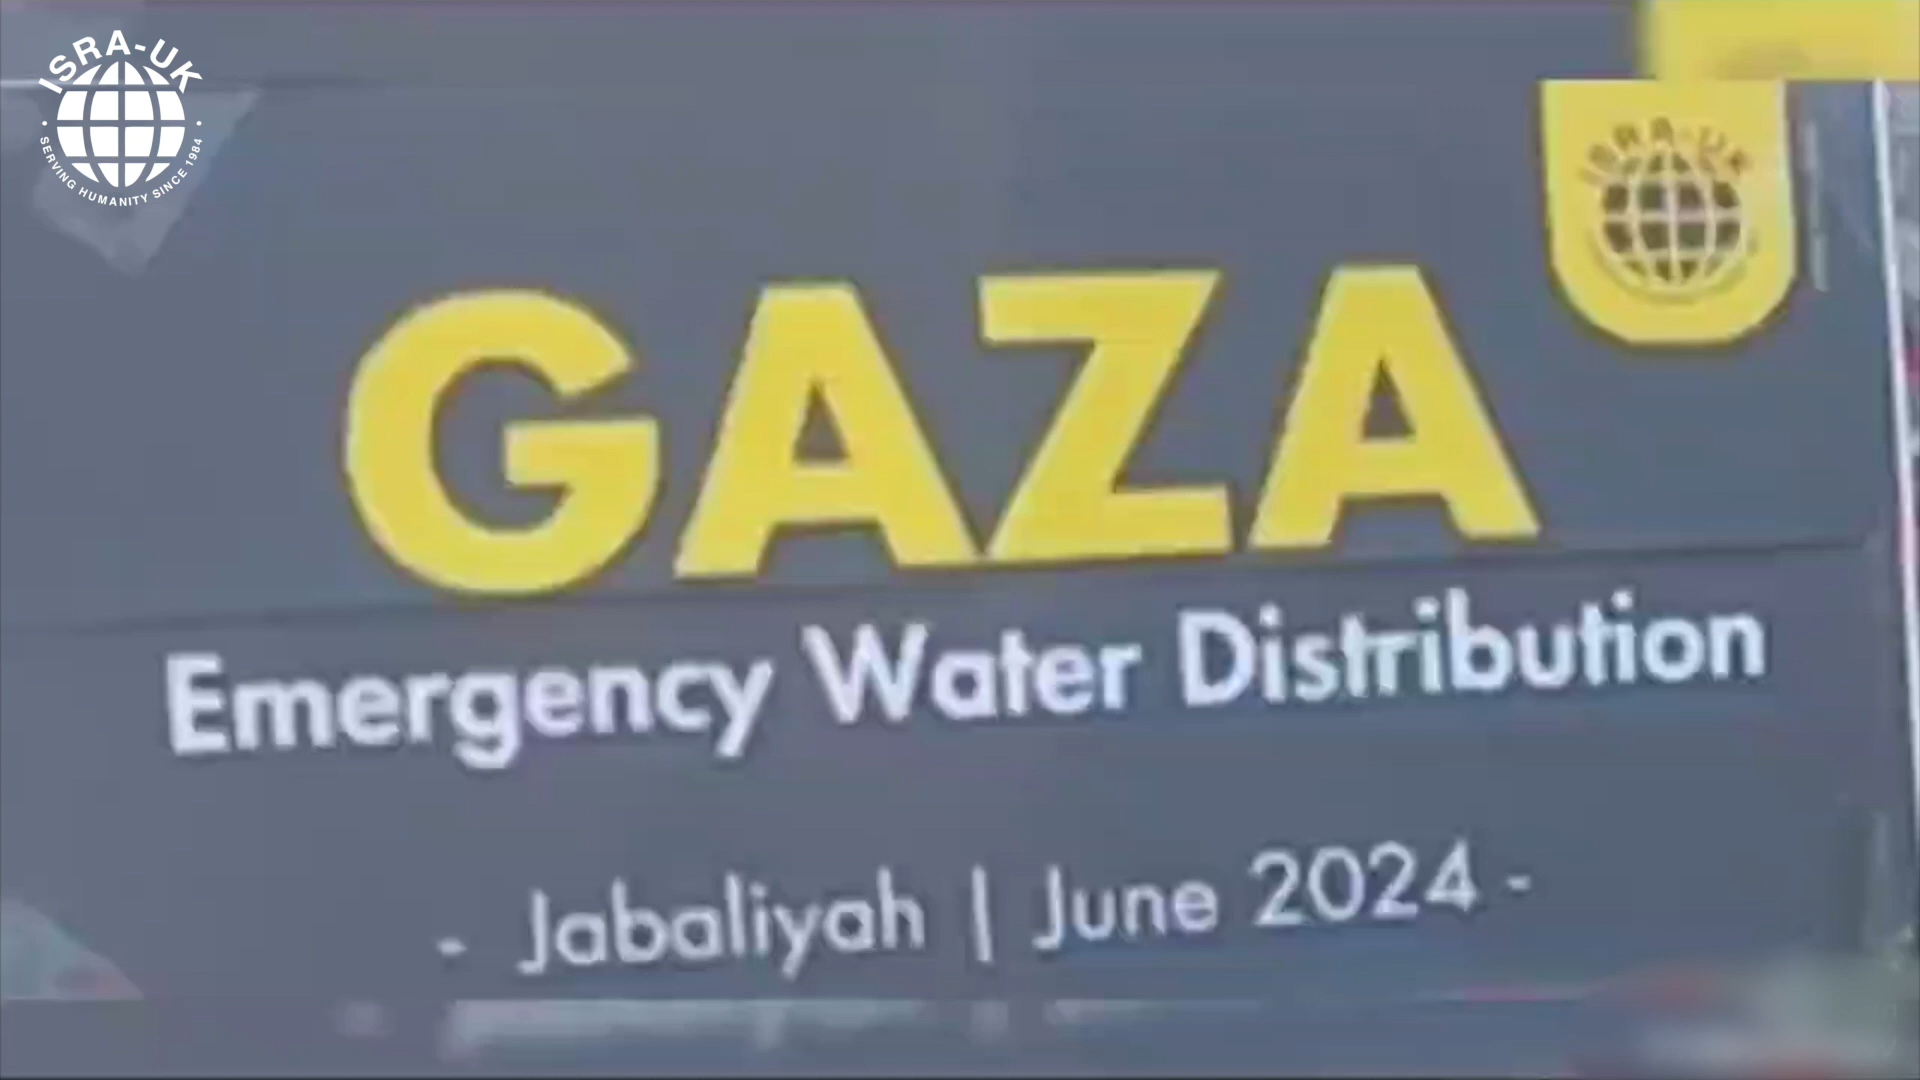 ISRA-UK
· SERVING HUMANITY SINCE 1984 ·
ISRA-UK
GAZA
Emergency Water Distribution
- Jabaliyah | June 2024 -